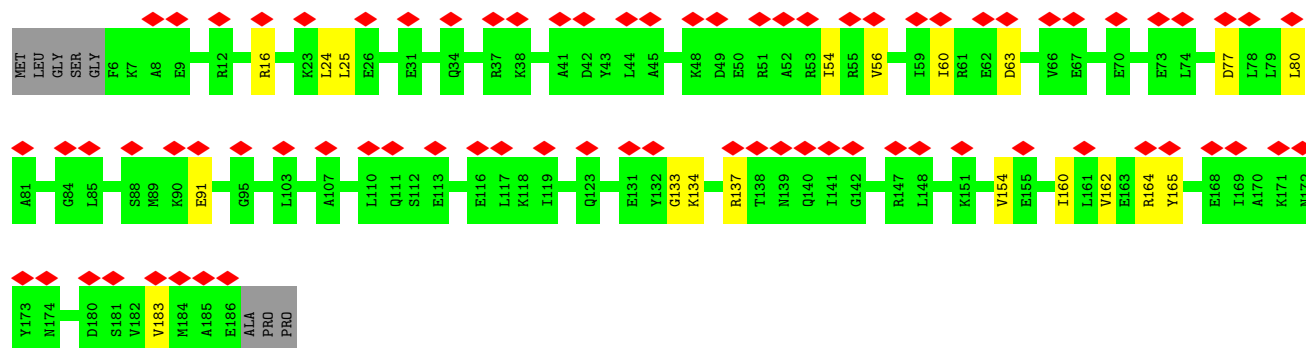 MET LEU GLY SER GLY F6 K7 A8 E9 R12 R16 K23 L24 L25 E26 E31 Q34 R37 K38 A41 D42 Y43 L44 A45 K48 D49 E50 R51 A52 R53 I54 R55 V56 I59 I60 R61 E62 D63 V66 E67 E70 E73 L74 D77 L78 L79 L80
A81 G84 L85 S88 M89 K90 E91 G95 L103 A107 L110 Q111 S112 E113 E116 L117 K118 I119 Q123 E131 Y132 G133 K134 R137 T138 N139 Q140 I141 G142 R147 L148 K151 V154 E155 I160 L161 V162 E163 R164 Y165 E168 I169 A170 K171 N172
Y173 N174 D180 S181 V182 V183 M184 A185 E186 ALA PRO PRO